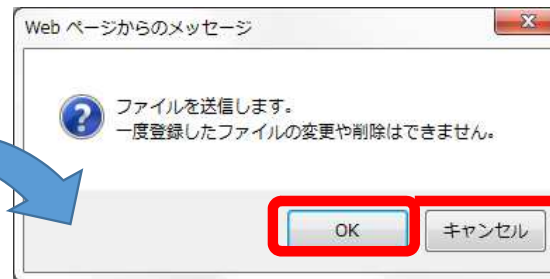 Web ページからのメッセージ
ファイルを送信します。
一度登録したファイルの変更や削除はできません。
OK
キャンセル